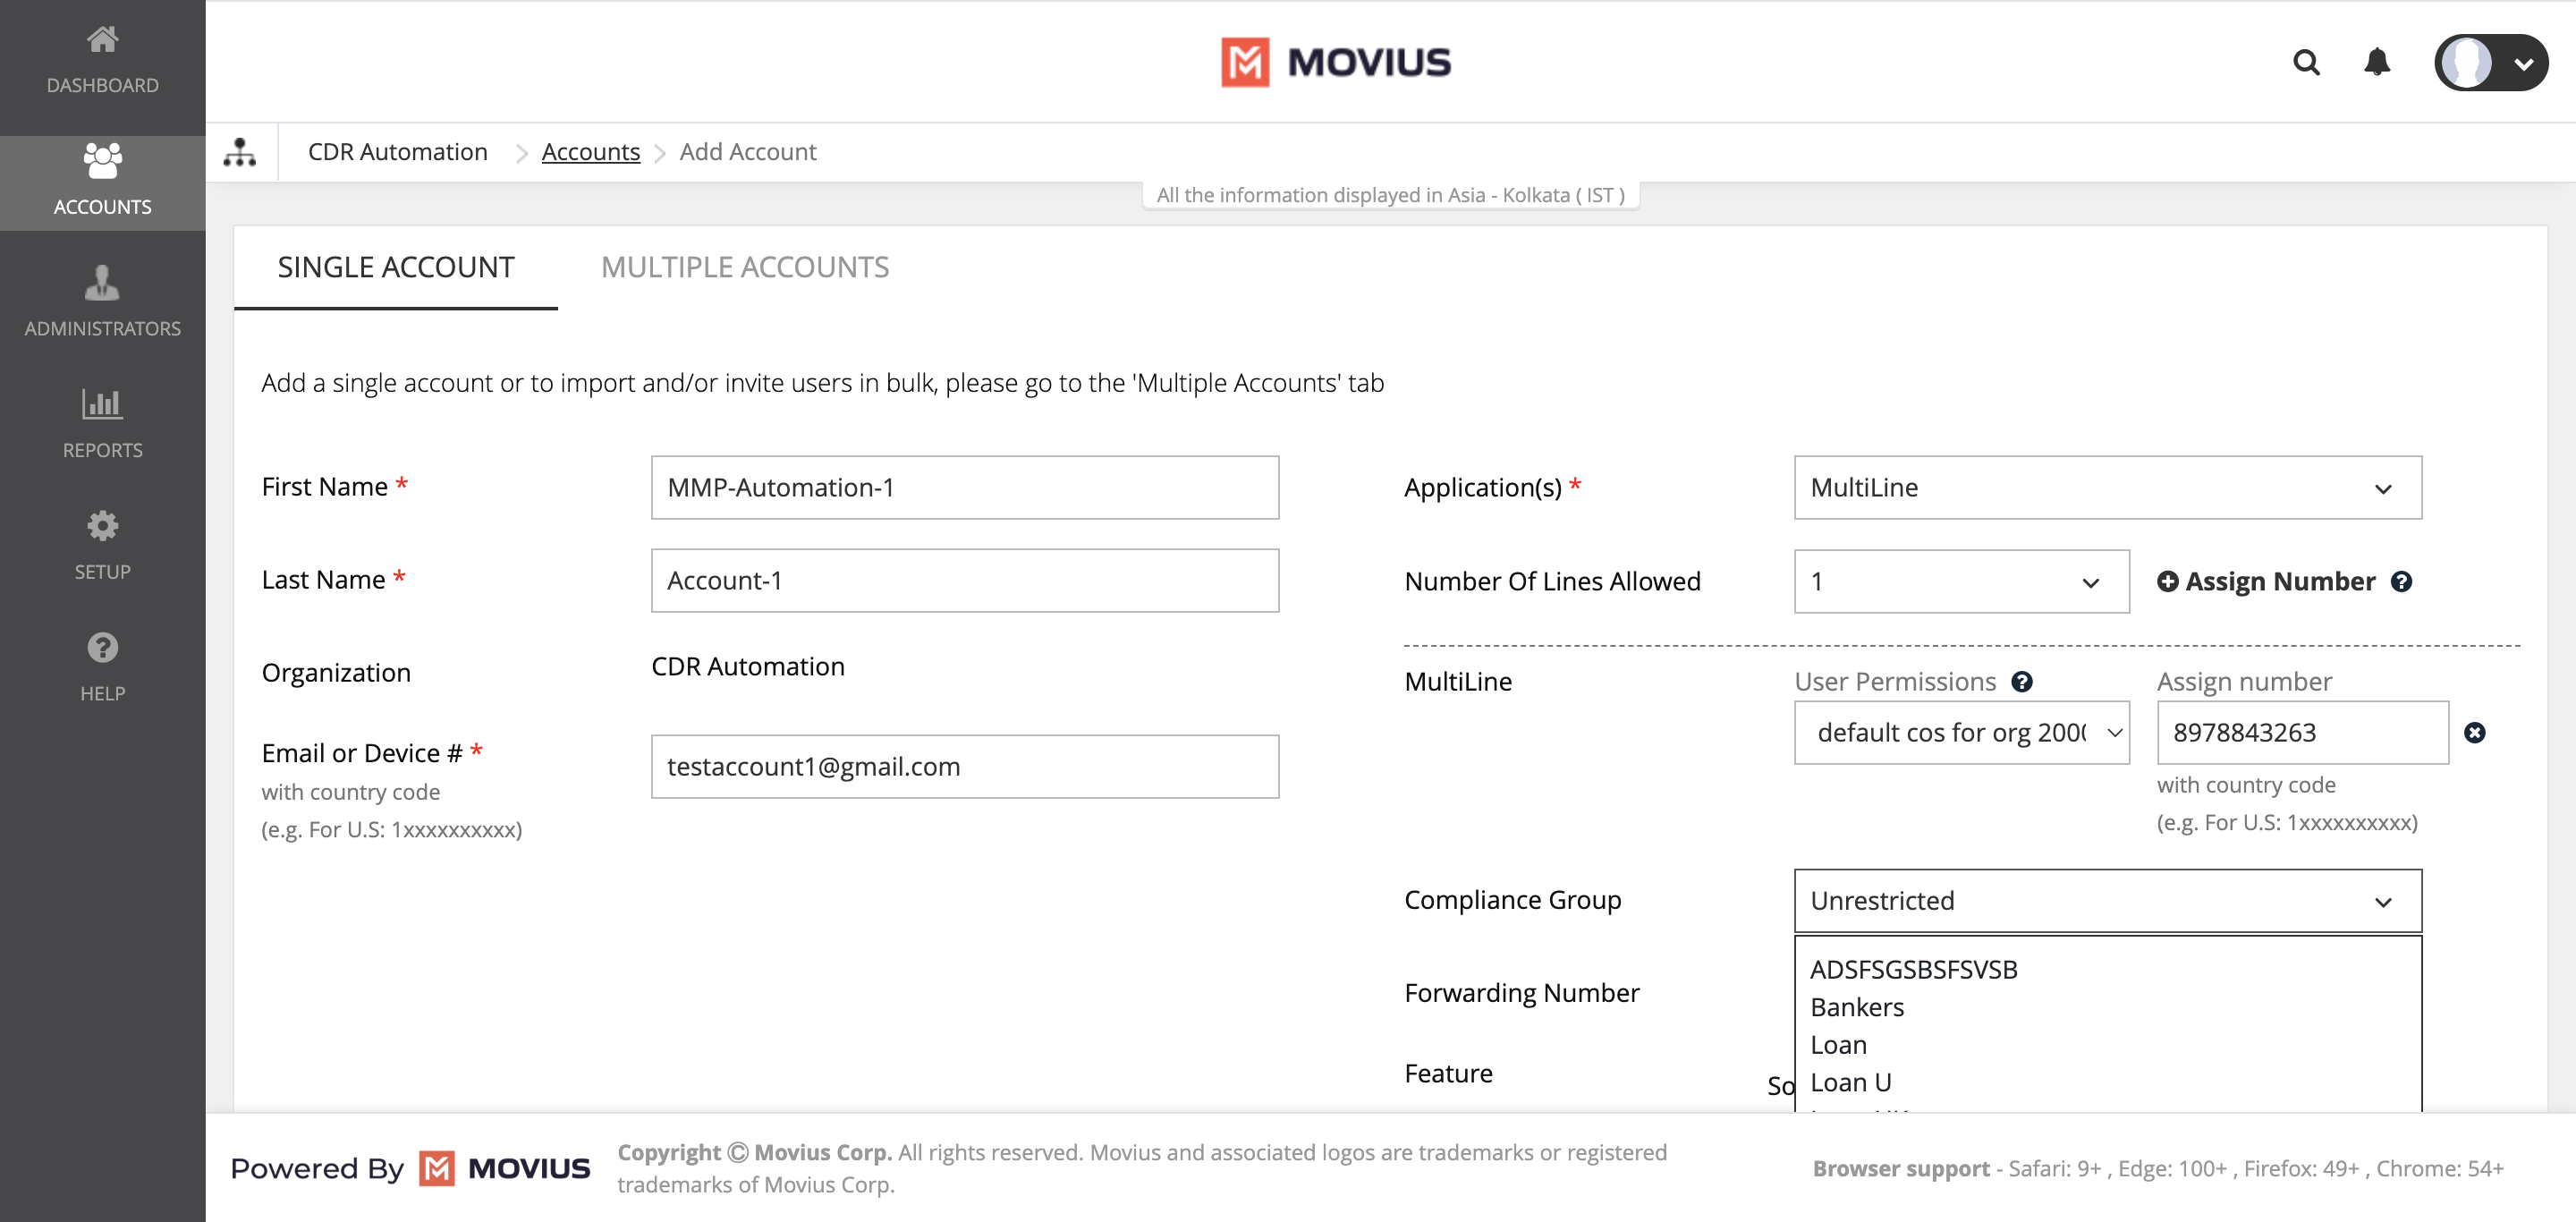 DASHBOARD
ACCOUNTS
ADMINISTRATORS
REPORTS
SETUP
HELP
MOVIUS
CDR Automation
Accounts
Add Account
All the information displayed in Asia - Kolkata ( IST )
SINGLE ACCOUNT
MULTIPLE ACCOUNTS
Add a single account or to import and/or invite users in bulk, please go to the 'Multiple Accounts' tab
First Name *
MMP-Automation-1
Last Name *
Account-1
Organization
CDR Automation
Email or Device # *
with country code
(e.g. For U.S: 1xxxxxxxxxx)
testaccount1@gmail.com
Application(s) *
MultiLine
Number Of Lines Allowed
1
Assign Number
MultiLine
User Permissions
default cos for org 200
Assign number
8978843263
with country code
(e.g. For U.S: 1xxxxxxxxxx)
Compliance Group
Unrestricted
ADSFSGSBSFSVSB
Bankers
Loan
Loan U
Forwarding Number
Feature
So
Powered By MOVIUS
Copyright © Movius Corp. All rights reserved. Movius and associated logos are trademarks or registered
trademarks of Movius Corp.
Browser support - Safari: 9+ , Edge: 100+ , Firefox: 49+ , Chrome: 54+